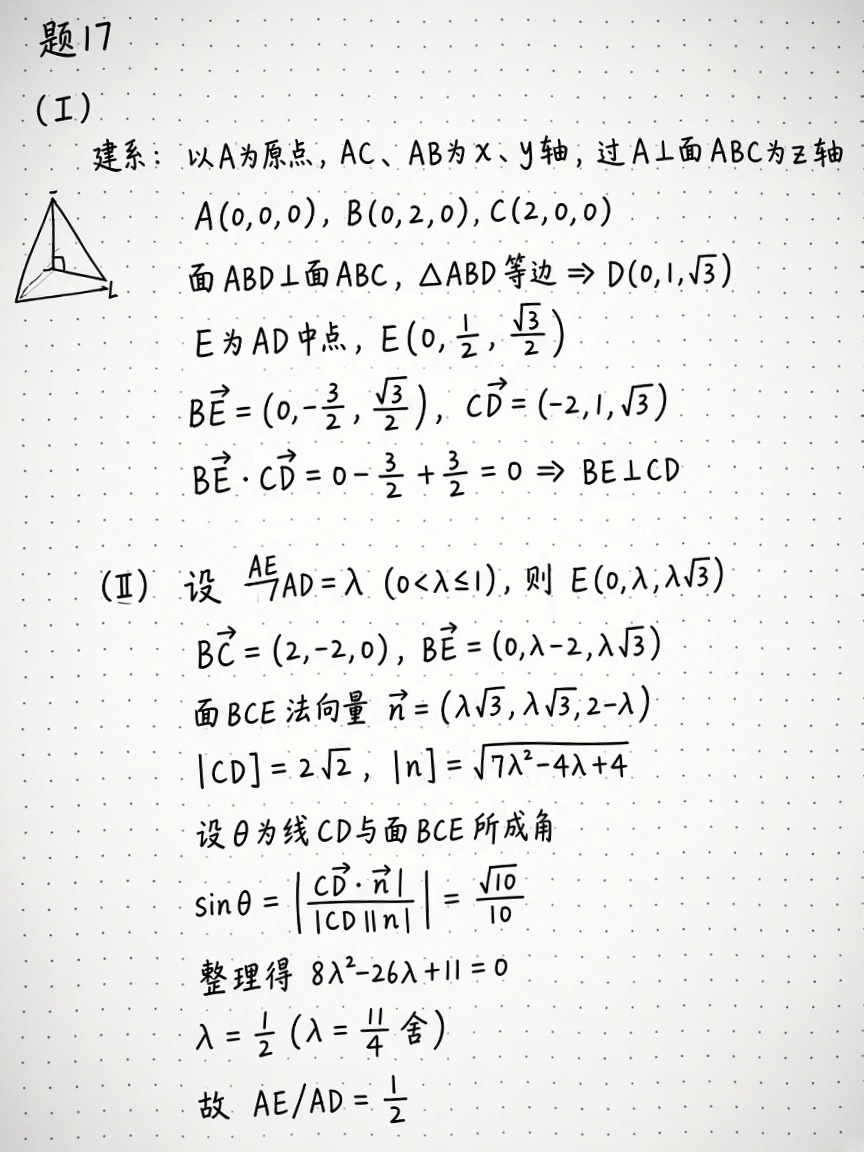 题17
(I)
建系: 以A为原点, AC、AB为x、y轴, 过A⊥面ABC为z轴
A(0,0,0), B(0,2,0), C(2,0,0)
面ABD⊥面ABC, △ABD等边 ⇒ D(0,1,√3)
E为AD中点, E(0, 1/2, √3/2)
BE→ = (0, -3/2, √3/2), CD→ = (-2,1,√3)
BE→ · CD→ = 0 - 3/2 + 3/2 = 0 ⇒ BE⊥CD
(II) 设 AE/AD = λ (0<λ≤1), 则 E(0,λ,λ√3)
BC→ = (2,-2,0), BE→ = (0,λ-2,λ√3)
面BCE法向量 n→ = (λ√3,λ√3,2-λ)
|CD] = 2√2, |n] = √(7λ²-4λ+4)
设θ为线CD与面BCE所成角
sinθ = |CD→·n→| / |CD||n| = √10/10
整理得 8λ²-26λ+11=0
λ = 1/2 (λ = 11/4 舍)
故 AE/AD = 1/2